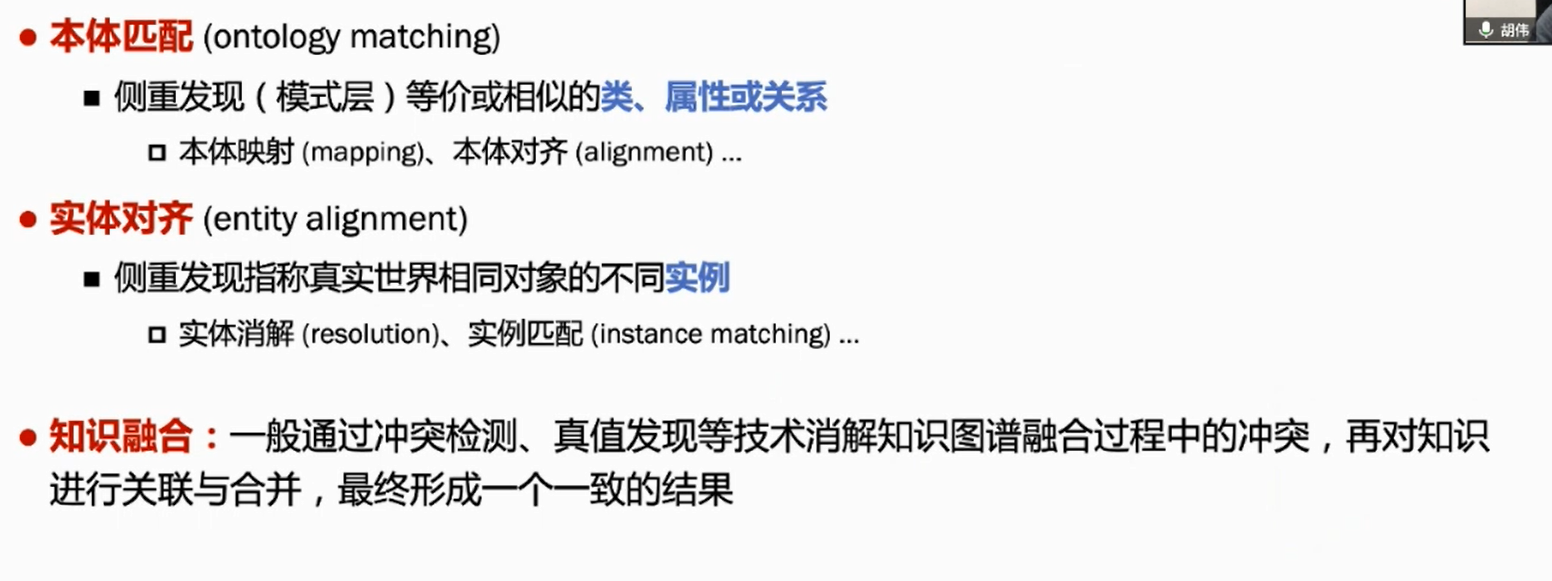 本体匹配 (ontology matching)
胡伟
侧重发现（模式层）等价或相似的类、属性或关系
本体映射 (mapping)、本体对齐 (alignment) ...
实体对齐 (entity alignment)
侧重发现指称真实世界相同对象的不同实例
实体消解 (resolution)、实例匹配 (instance matching) ...
知识融合：一般通过冲突检测、真值发现等技术消解知识图谱融合过程中的冲突，再对知识
进行关联与合并，最终形成一个一致的结果